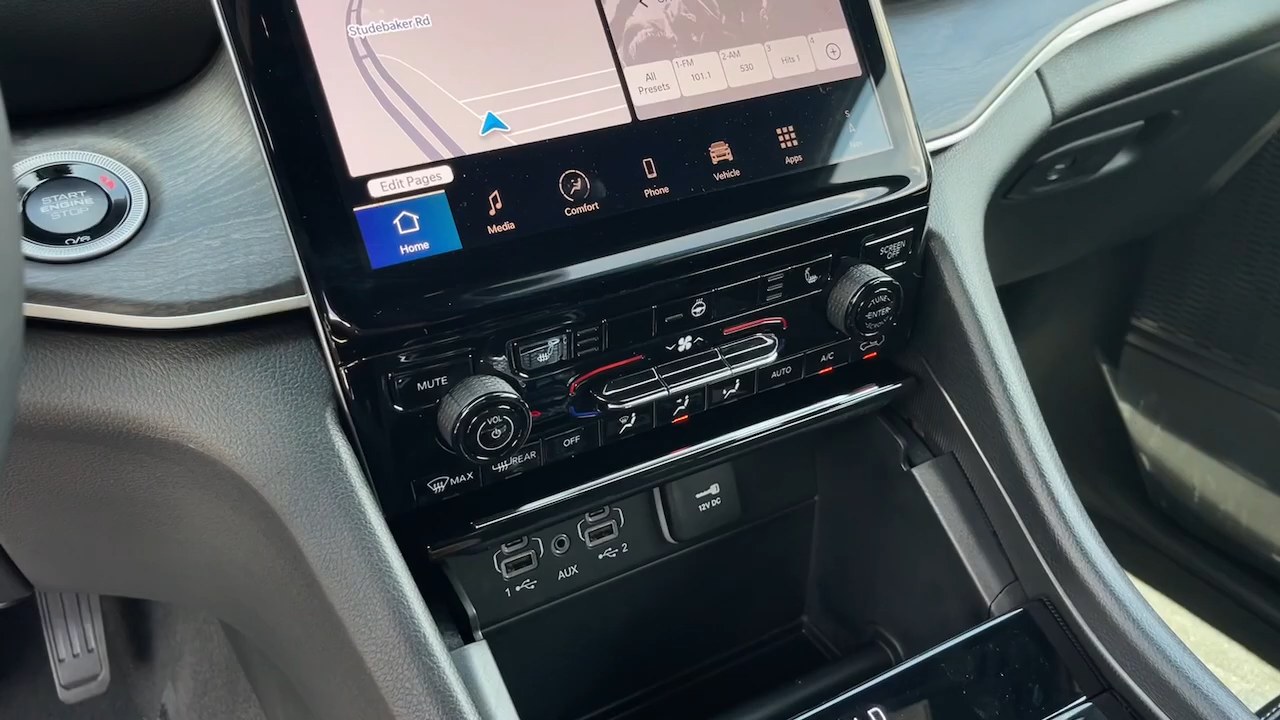 Studebaker Rd
All
Presets
1-FM
101.1
2-AM
530
3
Hits 1
4
Edit Pages
Home
Media
Comfort
Phone
Vehicle
Apps
START
ENGINE
STOP
SCREEN
OFF
TUNE
ENTER
MUTE
VOL
AUTO
A/C
OFF
REAR
MAX
12V DC
1
AUX
2